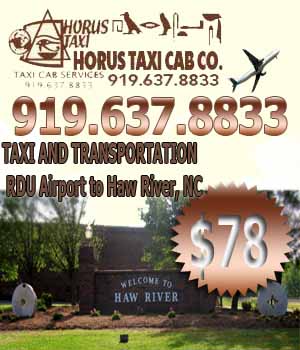 HORUS
TAXI
TAXI CAB SERVICES
919.637.8833
HORUS TAXI CAB CO.
919.637.8833
919.637.8833
TAXI AND TRANSPORTATION
RDU Airport to Haw River, NC
$78
WELCOME TO
HAW RIVER